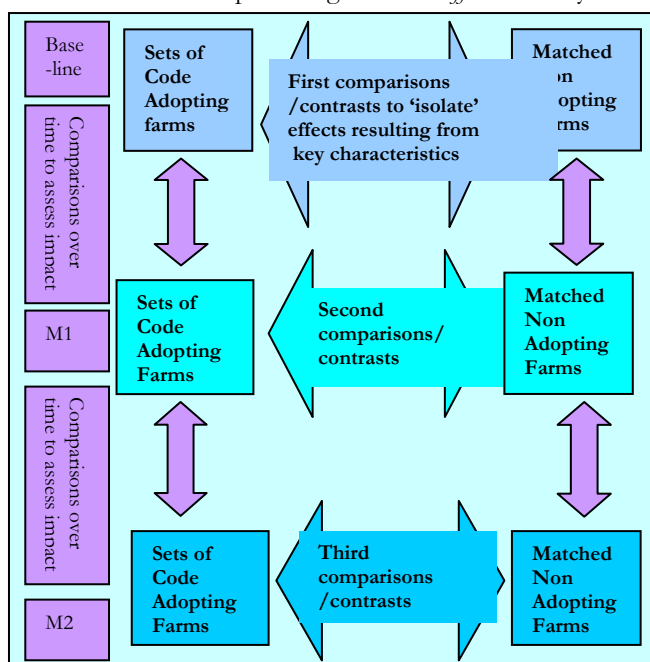 Base
-line
Sets of
Code
Adopting
farms
First comparisons
/contrasts to ‘isolate’
effects resulting from
key characteristics
Matched
Non
dopting
arms
Comparisons over
time to assess impact
M1
Sets of
Code
Adopting
Farms
Second
comparisons/
contrasts
Matched
Non
Adopting
Farms
Comparisons over
time to assess impact
M2
Sets of
Code
Adopting
Farms
Third
comparisons
/contrasts
Matched
Non
Adopting
Farms